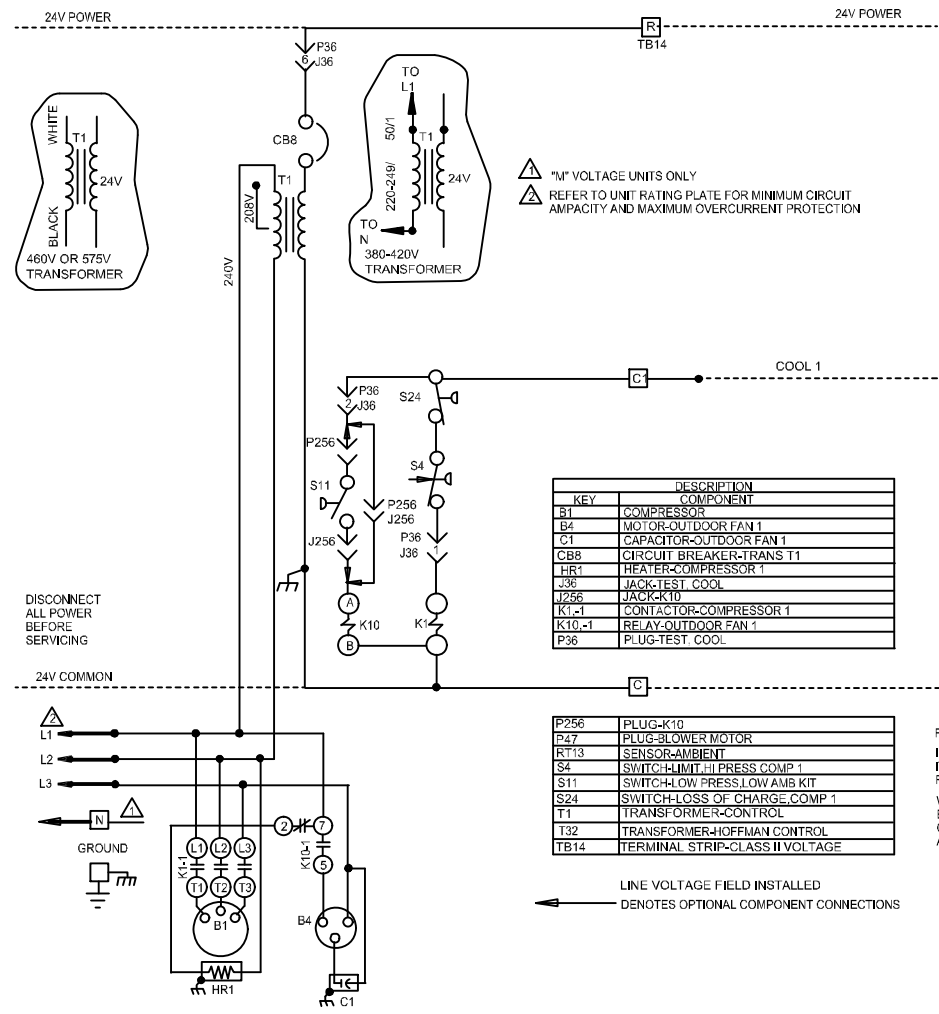 24V POWER
24V POWER
R
TB14
P36
6
J36
CB8
T1
208V
240V
WHITE
T1
24V
BLACK
460V OR 575V
TRANSFORMER
TO
L1
50/1
T1
220-249/
24V
TO
N
380-420V
TRANSFORMER
1 "M" VOLTAGE UNITS ONLY
2 REFER TO UNIT RATING PLATE FOR MINIMUM CIRCUIT
AMPACITY AND MAXIMUM OVERCURRENT PROTECTION
COOL 1
C1
P36
2
J36
S24
P256
S11
S4
P256
J256
J256
P36
J36
1
A
K10
K1
B
DISCONNECT
ALL POWER
BEFORE
SERVICING
24V COMMON
C
DESCRIPTION
KEY COMPONENT
B1 COMPRESSOR
B4 MOTOR-OUTDOOR FAN 1
C1 CAPACITOR-OUTDOOR FAN 1
CB8 CIRCUIT BREAKER-TRANS T1
HR1 HEATER-COMPRESSOR 1
J36 JACK-TEST, COOL
J256 JACK-K10
K1,-1 CONTACTOR-COMPRESSOR 1
K10,-1 RELAY-OUTDOOR FAN 1
P36 PLUG-TEST, COOL
P256 PLUG-K10
P47 PLUG-BLOWER MOTOR
RT13 SENSOR-AMBIENT
S4 SWITCH-LIMIT,HI PRESS COMP 1
S11 SWITCH-LOW PRESS,LOW AMB KIT
S24 SWITCH-LOSS OF CHARGE,COMP 1
T1 TRANSFORMER-CONTROL
T32 TRANSFORMER-HOFFMAN CONTROL
TB14 TERMINAL STRIP-CLASS II VOLTAGE
2
L1
L2
L3
N
1
GROUND
L1 L2 L3
K1-1
T1 T2 T3
B1
HR1
2
7
K10-1
5
B4
C1
LINE VOLTAGE FIELD INSTALLED
DENOTES OPTIONAL COMPONENT CONNECTIONS